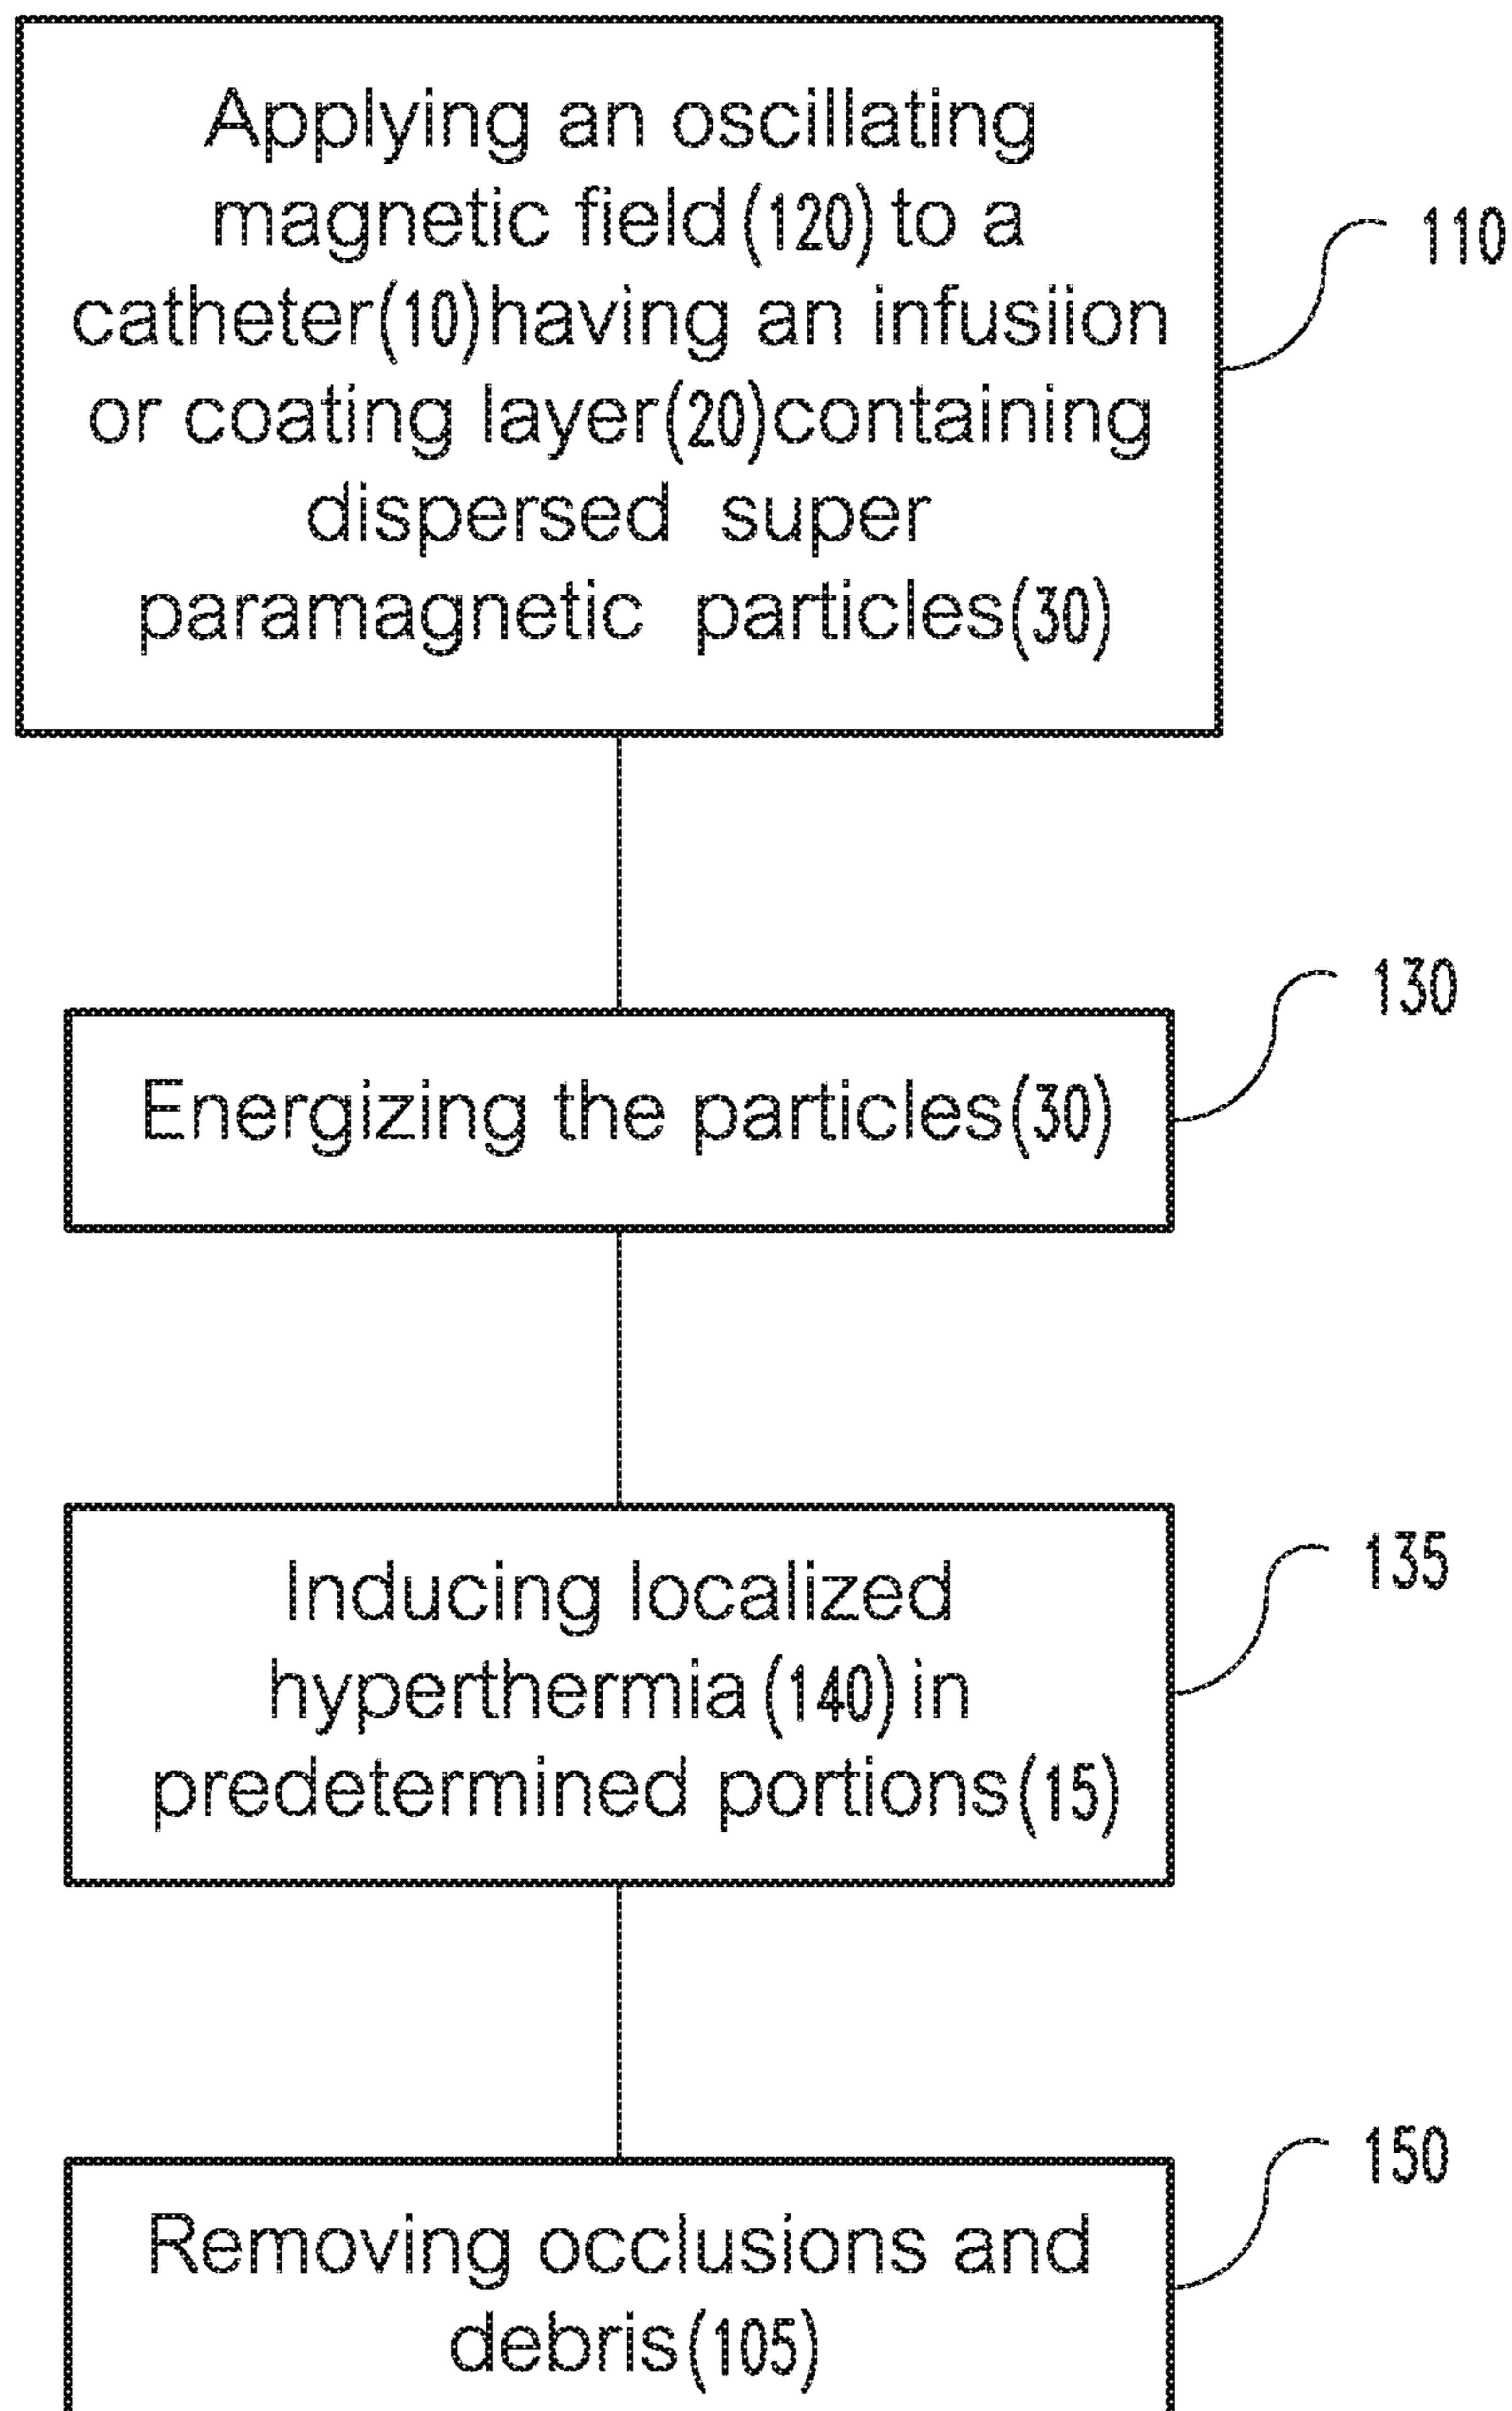 Applying an oscillating
magnetic field (120) to a
catheter(10)having an infusiion
or coating layer(20)containing
dispersed super
paramagnetic particles(30)
110
Energizing the particles(30)
130
Inducing localized
hyperthermia (140) in
predetermined portions(15)
135
Removing occlusions and
debris(105)
150